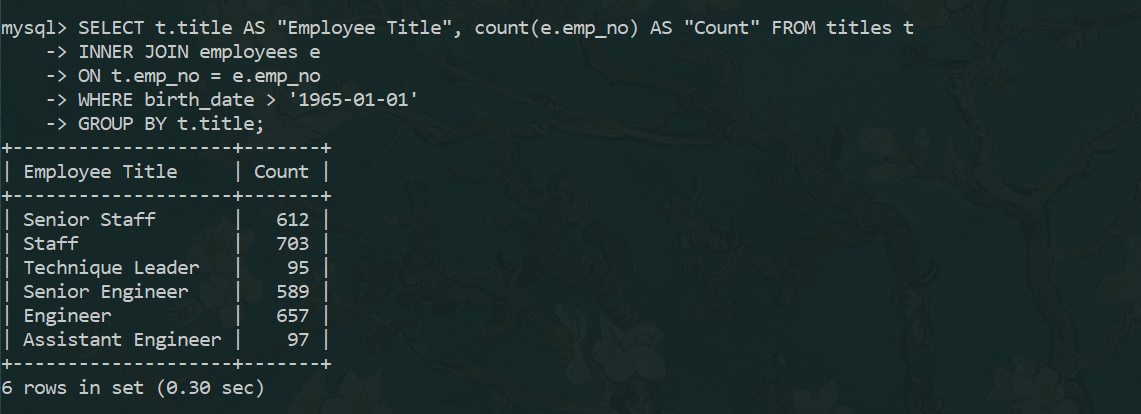 mysql> SELECT t.title AS "Employee Title", count(e.emp_no) AS "Count" FROM titles t
    -> INNER JOIN employees e
    -> ON t.emp_no = e.emp_no
    -> WHERE birth_date > '1965-01-01'
    -> GROUP BY t.title;
+--------------------+-------+
| Employee Title     | Count |
+--------------------+-------+
| Senior Staff       |   612 |
| Staff              |   703 |
| Technique Leader   |    95 |
| Senior Engineer    |   589 |
| Engineer           |   657 |
| Assistant Engineer |    97 |
+--------------------+-------+
6 rows in set (0.30 sec)